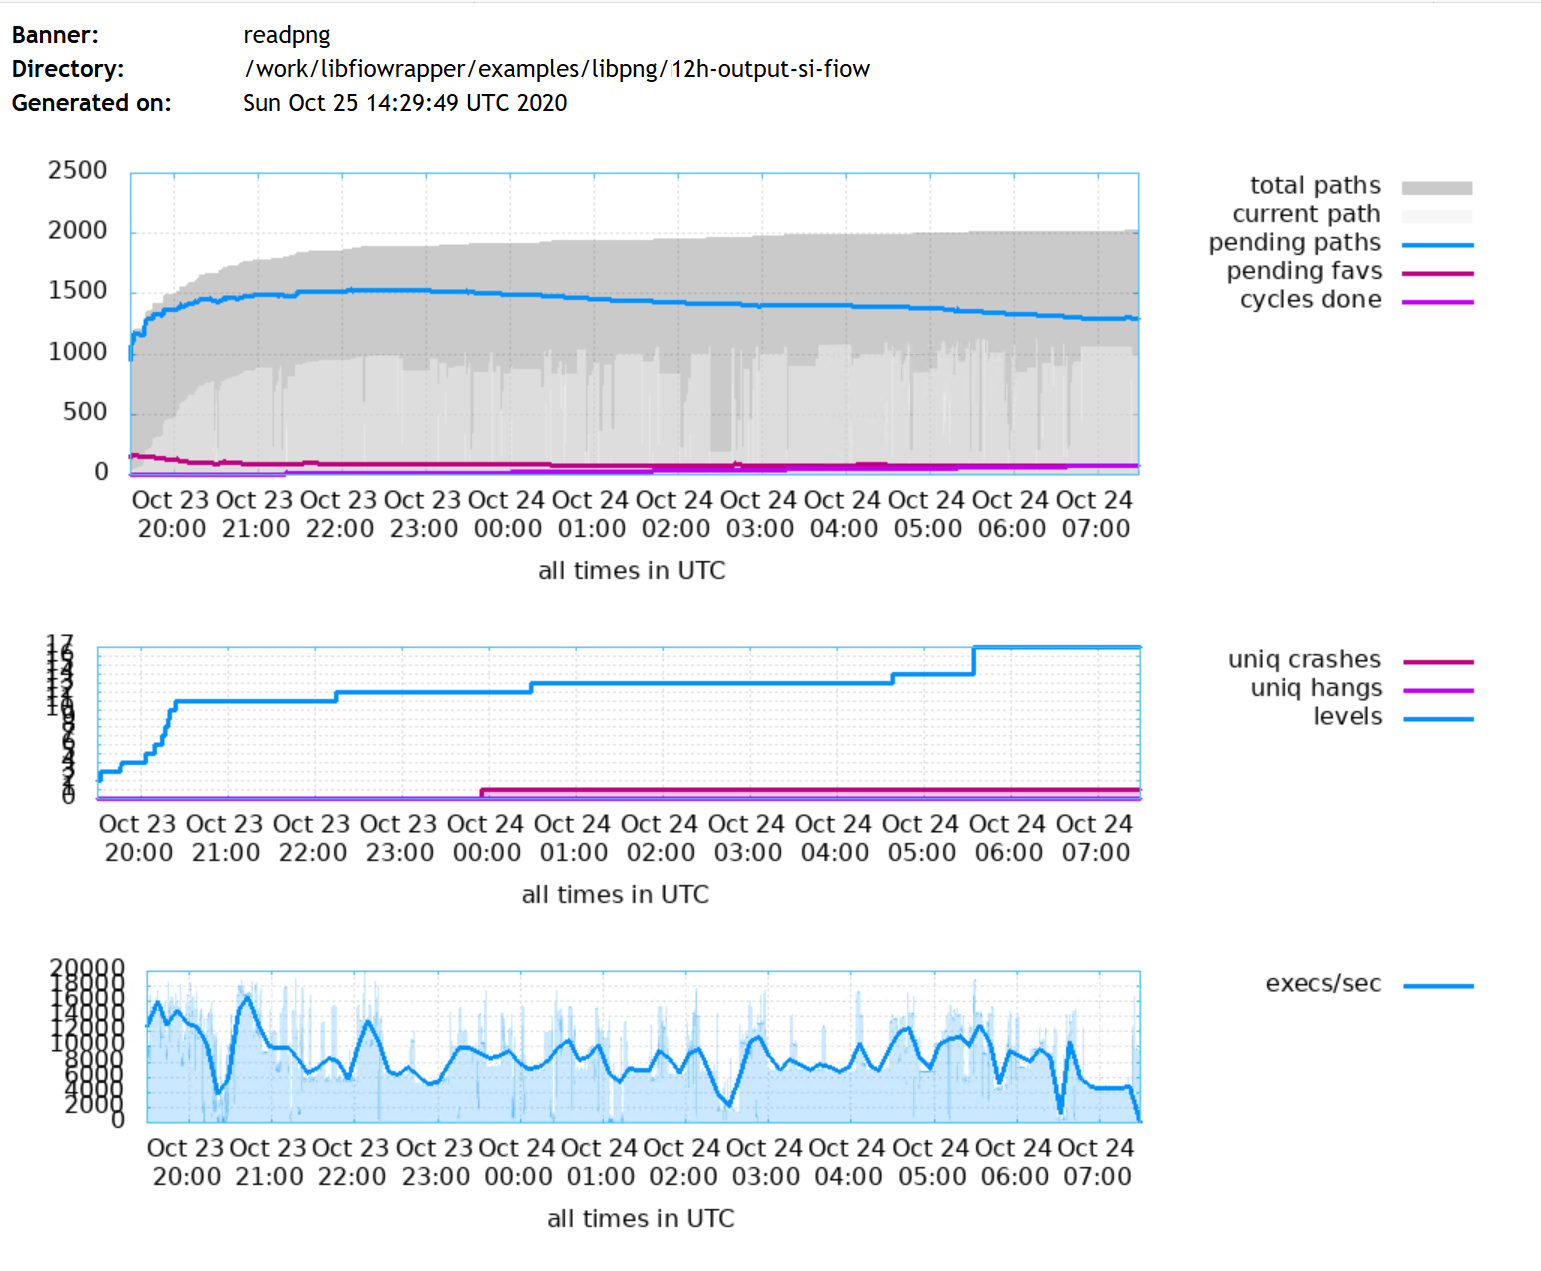 Banner: readpng
Directory: /work/libfiowrapper/examples/libpng/12h-output-si-fiow
Generated on: Sun Oct 25 14:29:49 UTC 2020
2500
2000
1500
1000
500
0
Oct 23 Oct 23 Oct 23 Oct 23 Oct 24 Oct 24 Oct 24 Oct 24 Oct 24 Oct 24 Oct 24 Oct 24
20:00 21:00 22:00 23:00 00:00 01:00 02:00 03:00 04:00 05:00 06:00 07:00
all times in UTC
total paths
current path
pending paths
pending favs
cycles done
17
0
Oct 23 Oct 23 Oct 23 Oct 23 Oct 24 Oct 24 Oct 24 Oct 24 Oct 24 Oct 24 Oct 24 Oct 24
20:00 21:00 22:00 23:00 00:00 01:00 02:00 03:00 04:00 05:00 06:00 07:00
all times in UTC
uniq crashes
uniq hangs
levels
20000
18000
16000
14000
12000
10000
8000
6000
4000
2000
0
Oct 23 Oct 23 Oct 23 Oct 23 Oct 24 Oct 24 Oct 24 Oct 24 Oct 24 Oct 24 Oct 24 Oct 24
20:00 21:00 22:00 23:00 00:00 01:00 02:00 03:00 04:00 05:00 06:00 07:00
all times in UTC
execs/sec